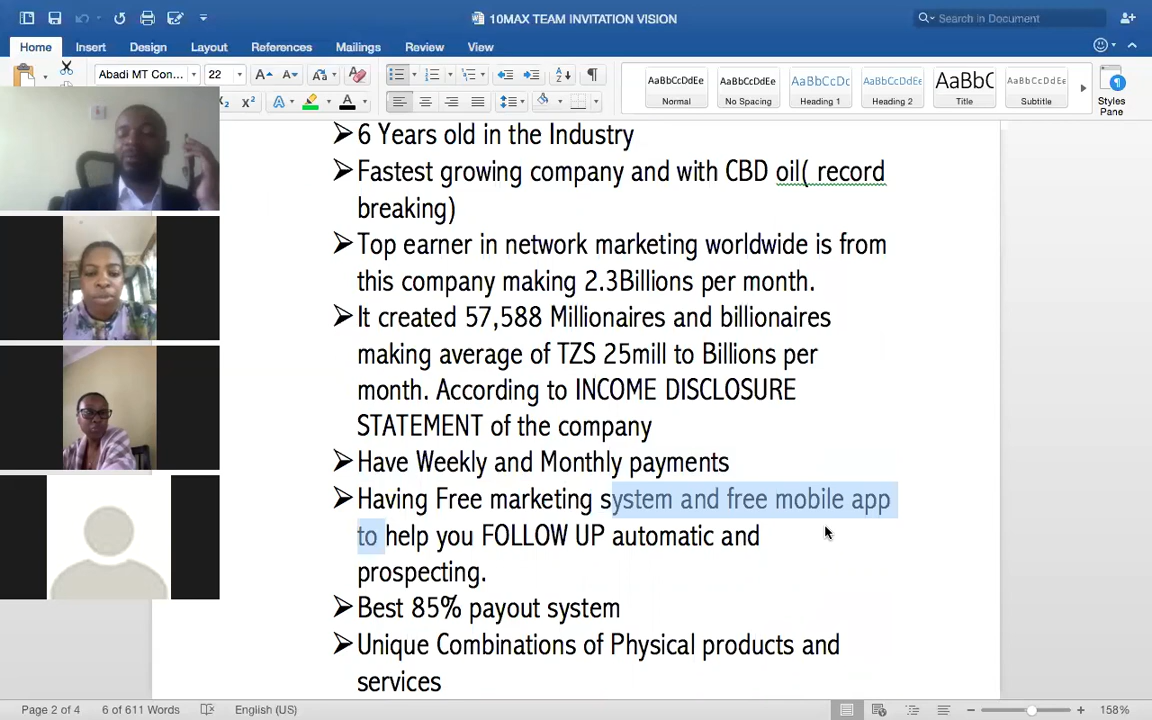 10MAX TEAM INVITATION VISION
Search in Document
Home Insert Design Layout References Mailings Review View
Abadi MT Con... 22
AaBbCcDdEe AaBbCcDdEe AaBbCcDc AaBbCcDdEe AaBbC AaBbCcDdEe
Normal No Spacing Heading 1 Heading 2 Title Subtitle
Styles
Pane
6 Years old in the Industry
Fastest growing company and with CBD oil( record
breaking)
Top earner in network marketing worldwide is from
this company making 2.3Billions per month.
It created 57,588 Millionaires and billionaires
making average of TZS 25mill to Billions per
month. According to INCOME DISCLOSURE
STATEMENT of the company
Have Weekly and Monthly payments
Having Free marketing system and free mobile app
to help you FOLLOW UP automatic and
prospecting.
Best 85% payout system
Unique Combinations of Physical products and
services
Page 2 of 4 6 of 611 Words English (US) 158%